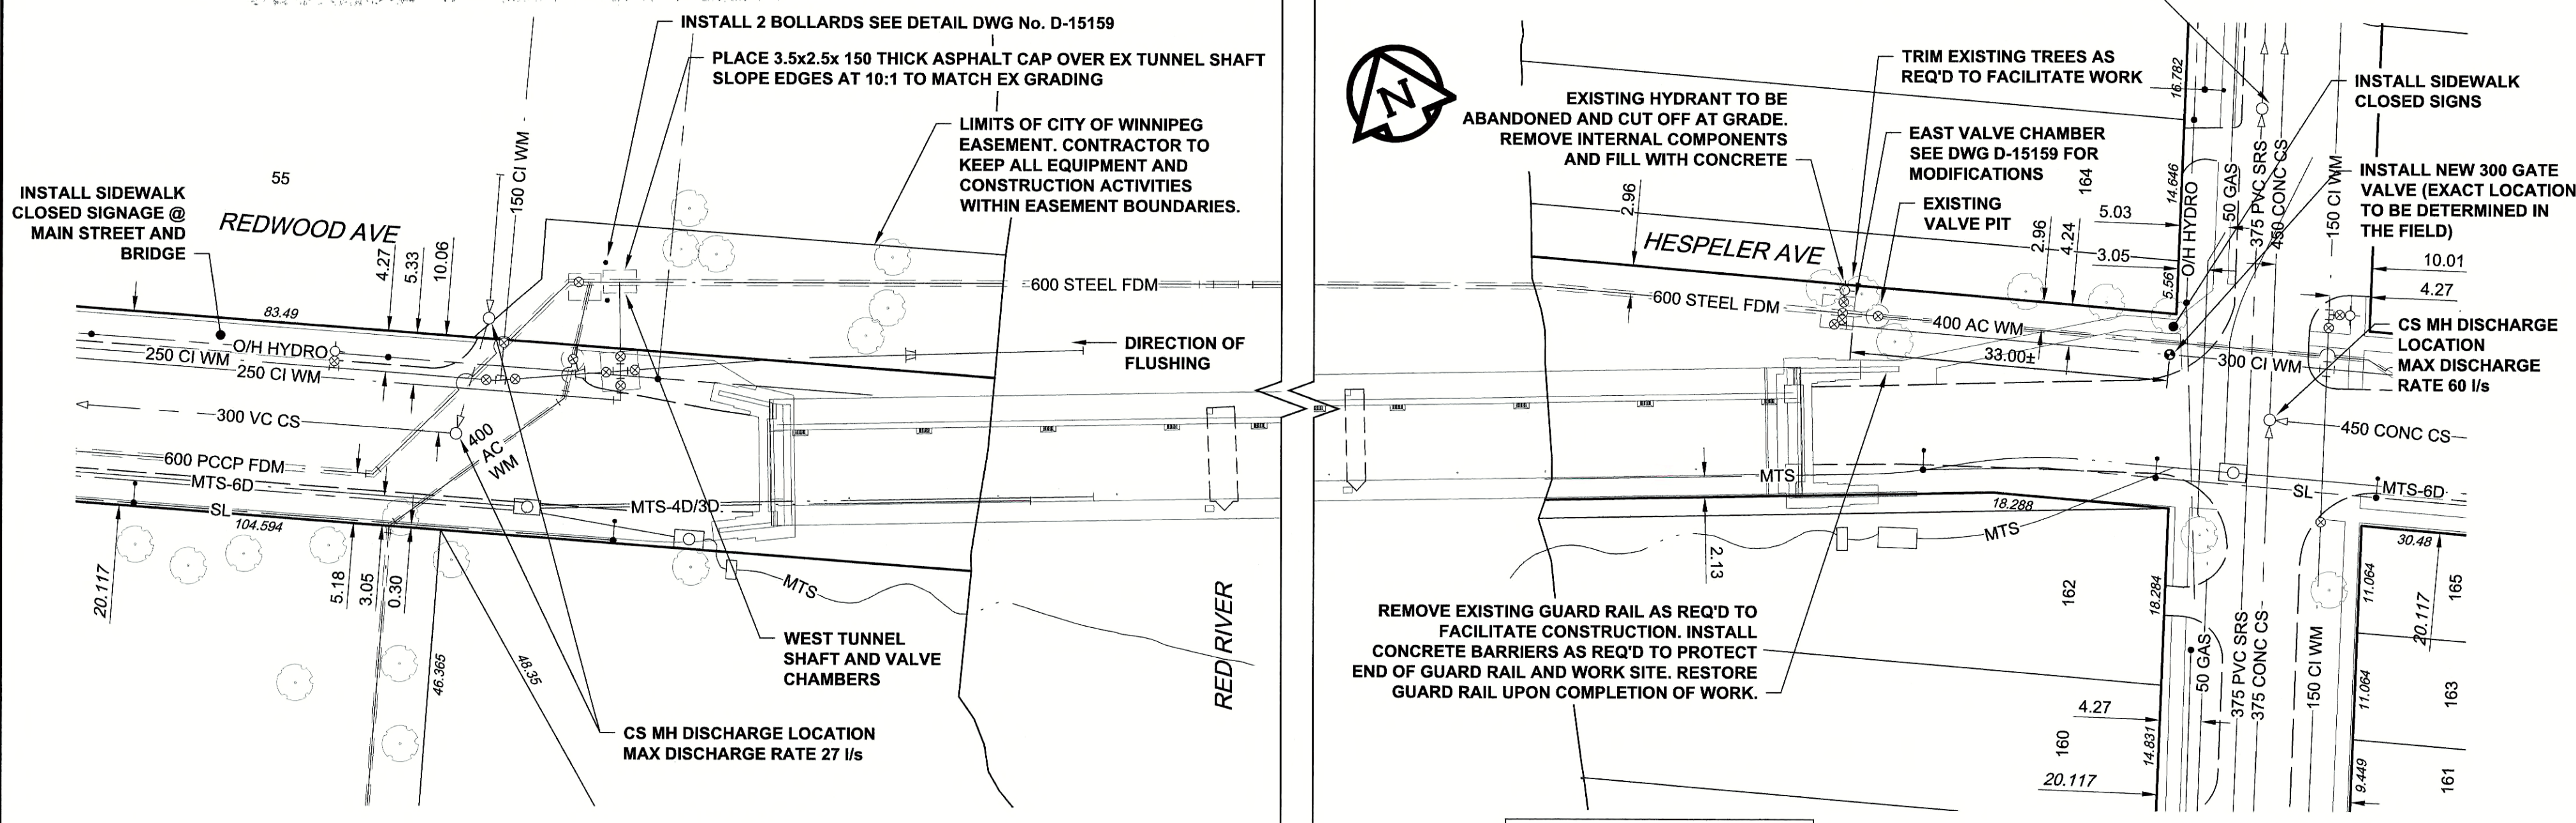 INSTALL 2 BOLLARDS SEE DETAIL DWG No. D-15159
PLACE 3.5x2.5x 150 THICK ASPHALT CAP OVER EX TUNNEL SHAFT
SLOPE EDGES AT 10:1 TO MATCH EX GRADING
LIMITS OF CITY OF WINNIPEG
EASEMENT. CONTRACTOR TO
KEEP ALL EQUIPMENT AND
CONSTRUCTION ACTIVITIES
WITHIN EASEMENT BOUNDARIES.
150 CI WM
55
INSTALL SIDEWALK
CLOSED SIGNAGE @
MAIN STREET AND
BRIDGE
REDWOOD AVE
4.27
5.33
10.06
83.49
O/H HYDRO
250 CI WM
250 CI WM
300 VC CS
400
AC
WM
600 PCCP FDM
MTS-6D
SL
104.594
MTS-4D/3D
600 STEEL FDM
DIRECTION OF
FLUSHING
20.117
5.18
3.05
0.30
46.365
48.35
MTS
WEST TUNNEL
SHAFT AND VALVE
CHAMBERS
CS MH DISCHARGE LOCATION
MAX DISCHARGE RATE 27 l/s
RED RIVER
N
TRIM EXISTING TREES AS
REQ'D TO FACILITATE WORK
EXISTING HYDRANT TO BE
ABANDONED AND CUT OFF AT GRADE.
REMOVE INTERNAL COMPONENTS
AND FILL WITH CONCRETE
EAST VALVE CHAMBER
SEE DWG D-15159 FOR
MODIFICATIONS
EXISTING
VALVE PIT
2.96
HESPELER AVE
600 STEEL FDM
400 AC WM
33.00±
2.96
4.24
164
5.03
3.05
16.782
14.646
5.56
O/H HYDRO
50 GAS
375 PVC SRS
450 CONC CS
150 CI WM
INSTALL SIDEWALK
CLOSED SIGNS
INSTALL NEW 300 GATE
VALVE (EXACT LOCATION
TO BE DETERMINED IN
THE FIELD)
10.01
4.27
300 CI WM
CS MH DISCHARGE
LOCATION
MAX DISCHARGE
RATE 60 l/s
450 CONC CS
MTS
SL
MTS-6D
18.288
MTS
2.13
REMOVE EXISTING GUARD RAIL AS REQ'D TO
FACILITATE CONSTRUCTION. INSTALL
CONCRETE BARRIERS AS REQ'D TO PROTECT
END OF GUARD RAIL AND WORK SITE. RESTORE
GUARD RAIL UPON COMPLETION OF WORK.
162
18.284
4.27
160
14.831
20.117
50 GAS
375 PVC SRS
375 CONC CS
150 CI WM
30.48
11.064
20.117
165
11.064
163
9.449
161